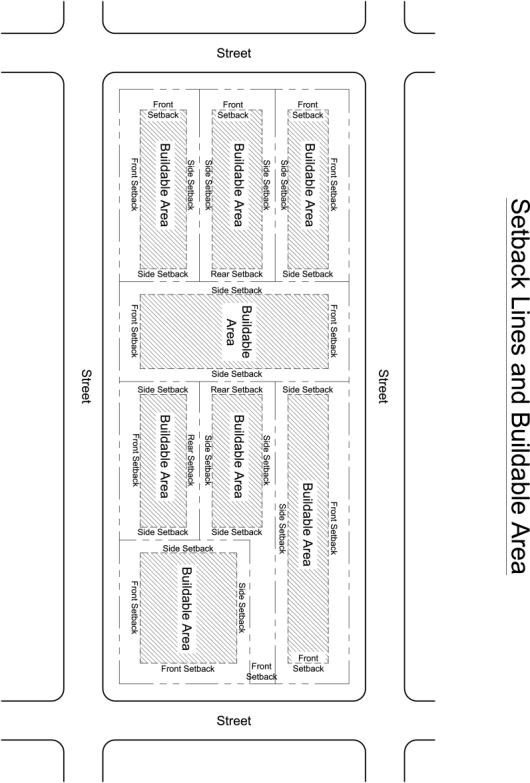 Setback Lines and Buildable Area
Street
Front
Setback
Front
Setback
Front
Setback
Front Setback
Buildable Area
Side Setback
Side Setback
Buildable Area
Side Setback
Side Setback
Buildable Area
Front Setback
Side Setback
Rear Setback
Side Setback
Side Setback
Front Setback
Buildable
Area
Front Setback
Side Setback
Street
Street
Side Setback
Rear Setback
Side Setback
Front Setback
Buildable Area
Rear Setback
Side Setback
Buildable Area
Side Setback
Side Setback
Buildable Area
Front Setback
Side Setback
Side Setback
Side Setback
Front Setback
Buildable Area
Side Setback
Front Setback
Front
Setback
Front
Setback
Street